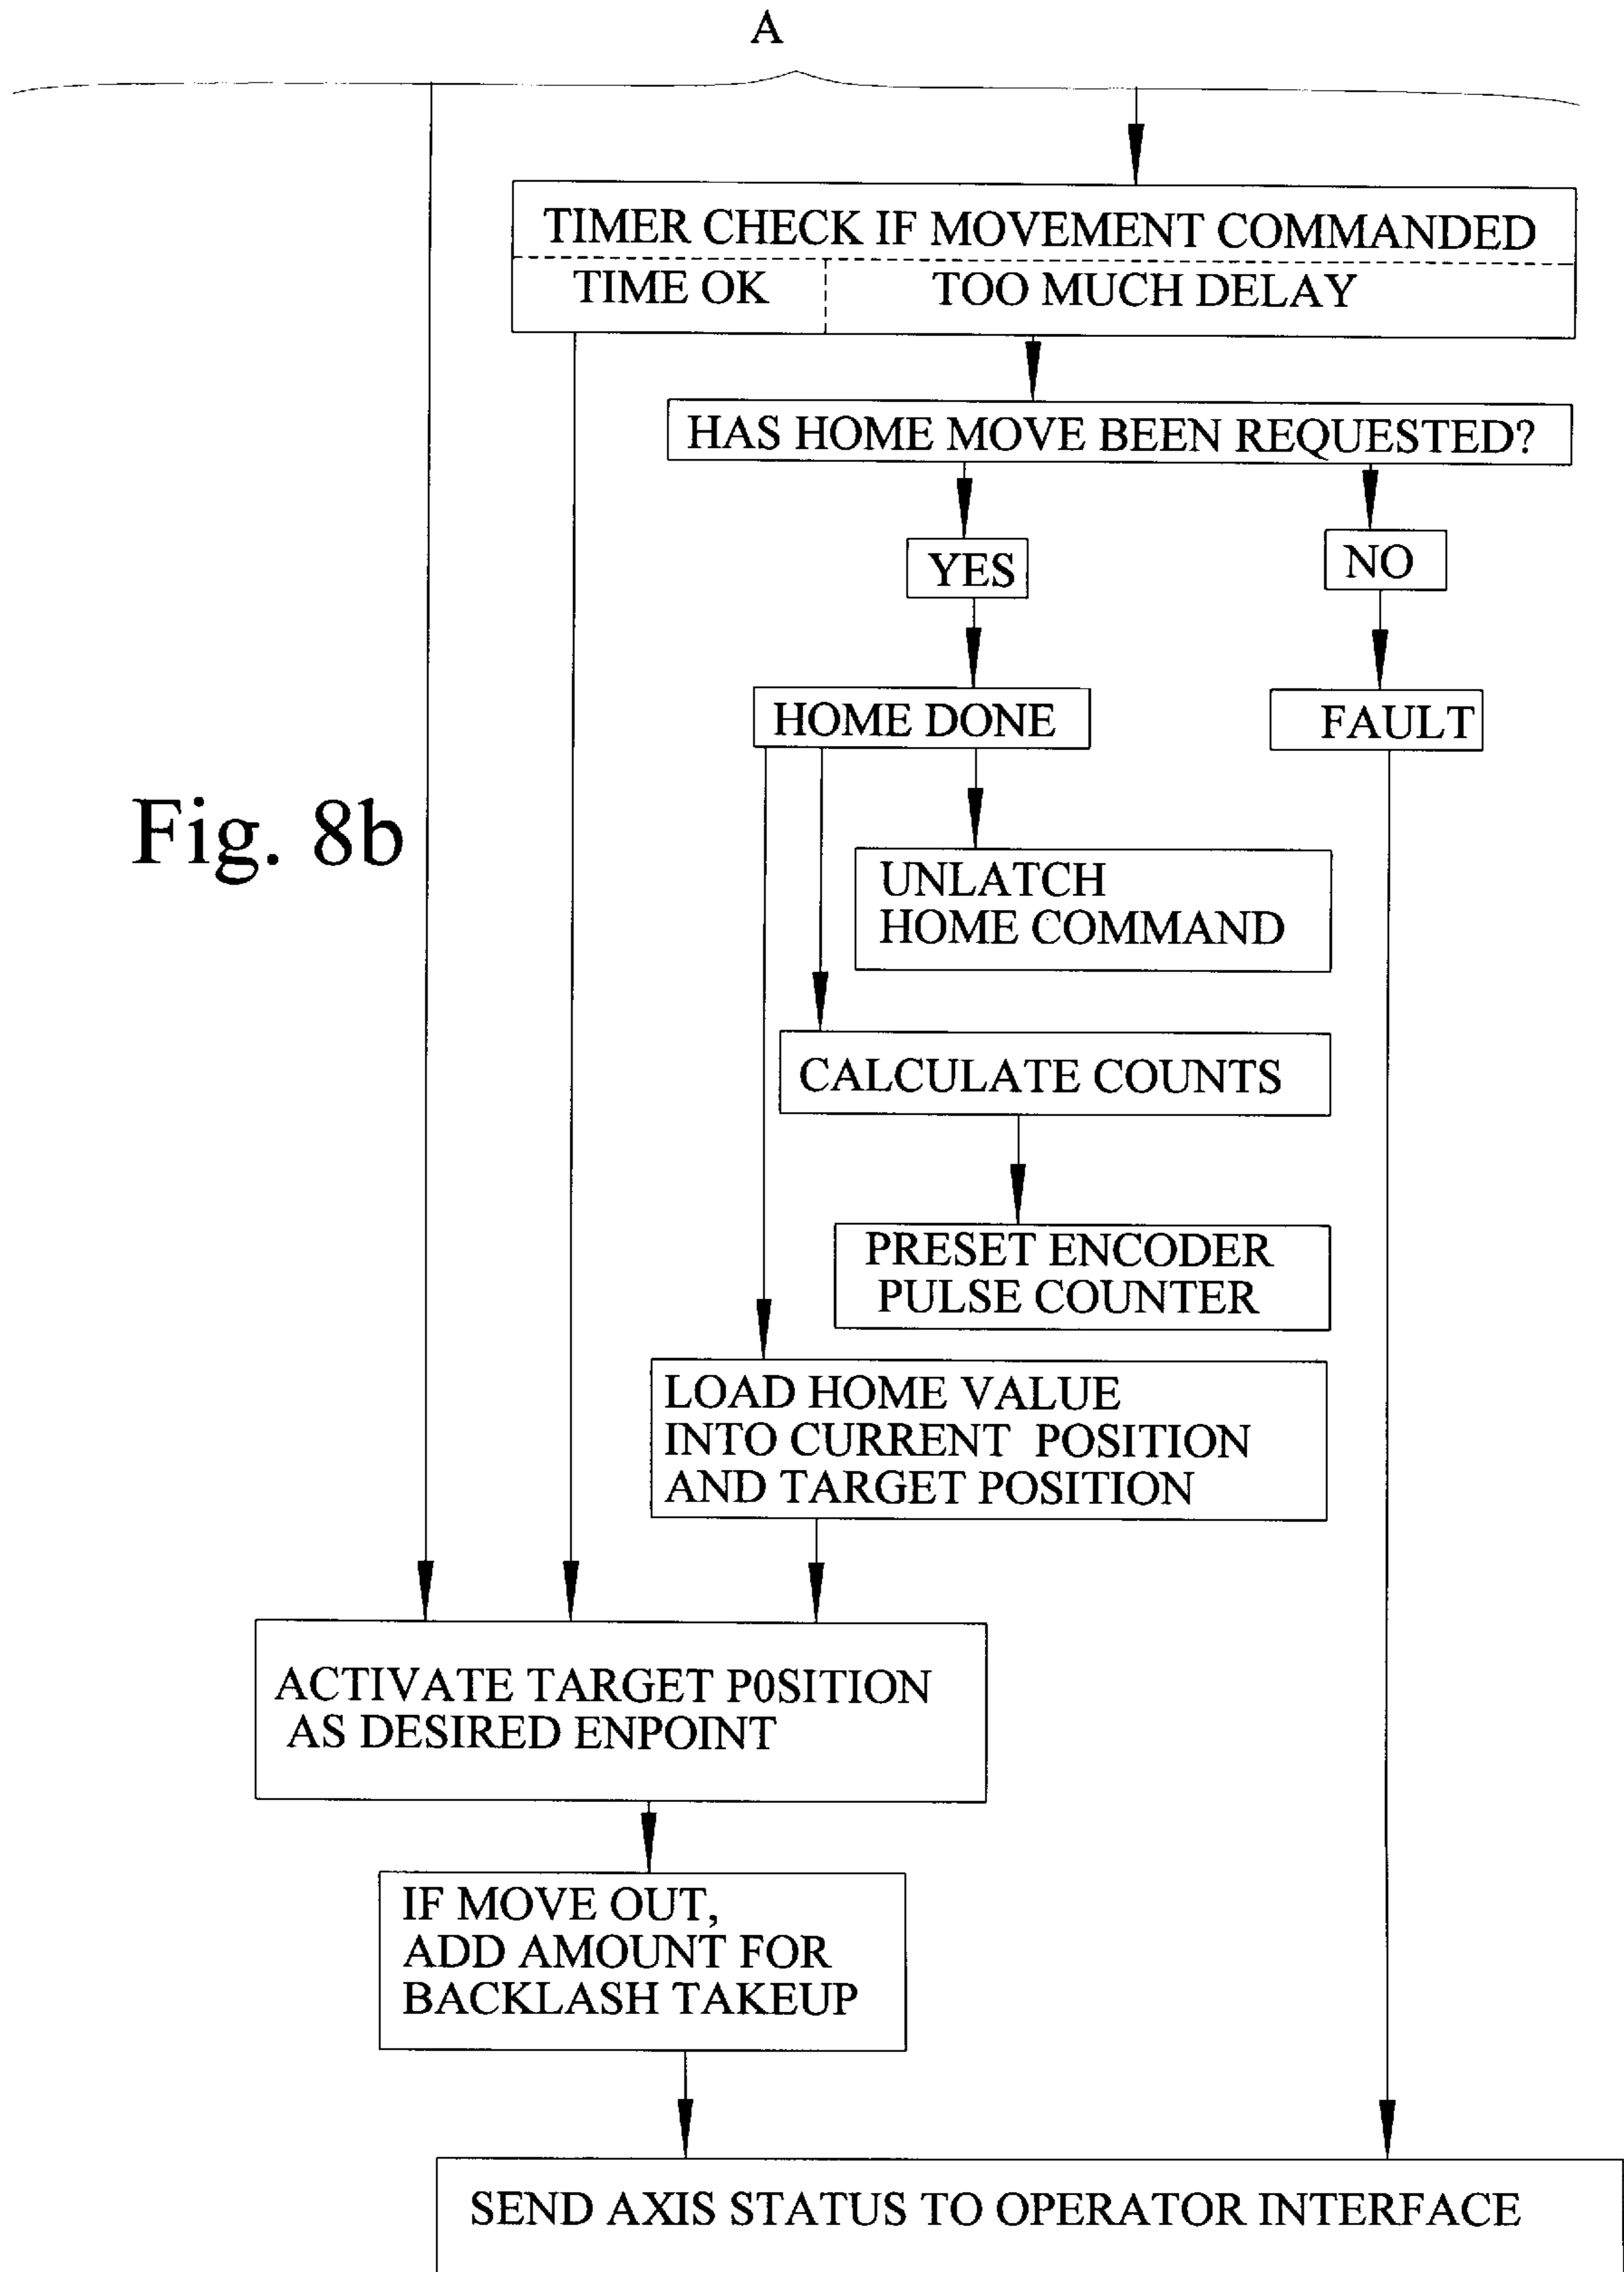 A
TIMER CHECK IF MOVEMENT COMMANDED
TIME OK
TOO MUCH DELAY
HAS HOME MOVE BEEN REQUESTED?
YES
NO
HOME DONE
FAULT
Fig. 8b
UNLATCH
HOME COMMAND
CALCULATE COUNTS
PRESET ENCODER
PULSE COUNTER
LOAD HOME VALUE
INTO CURRENT POSITION
AND TARGET POSITION
ACTIVATE TARGET P0SITION
AS DESIRED ENPOINT
IF MOVE OUT,
ADD AMOUNT FOR
BACKLASH TAKEUP
SEND AXIS STATUS TO OPERATOR INTERFACE